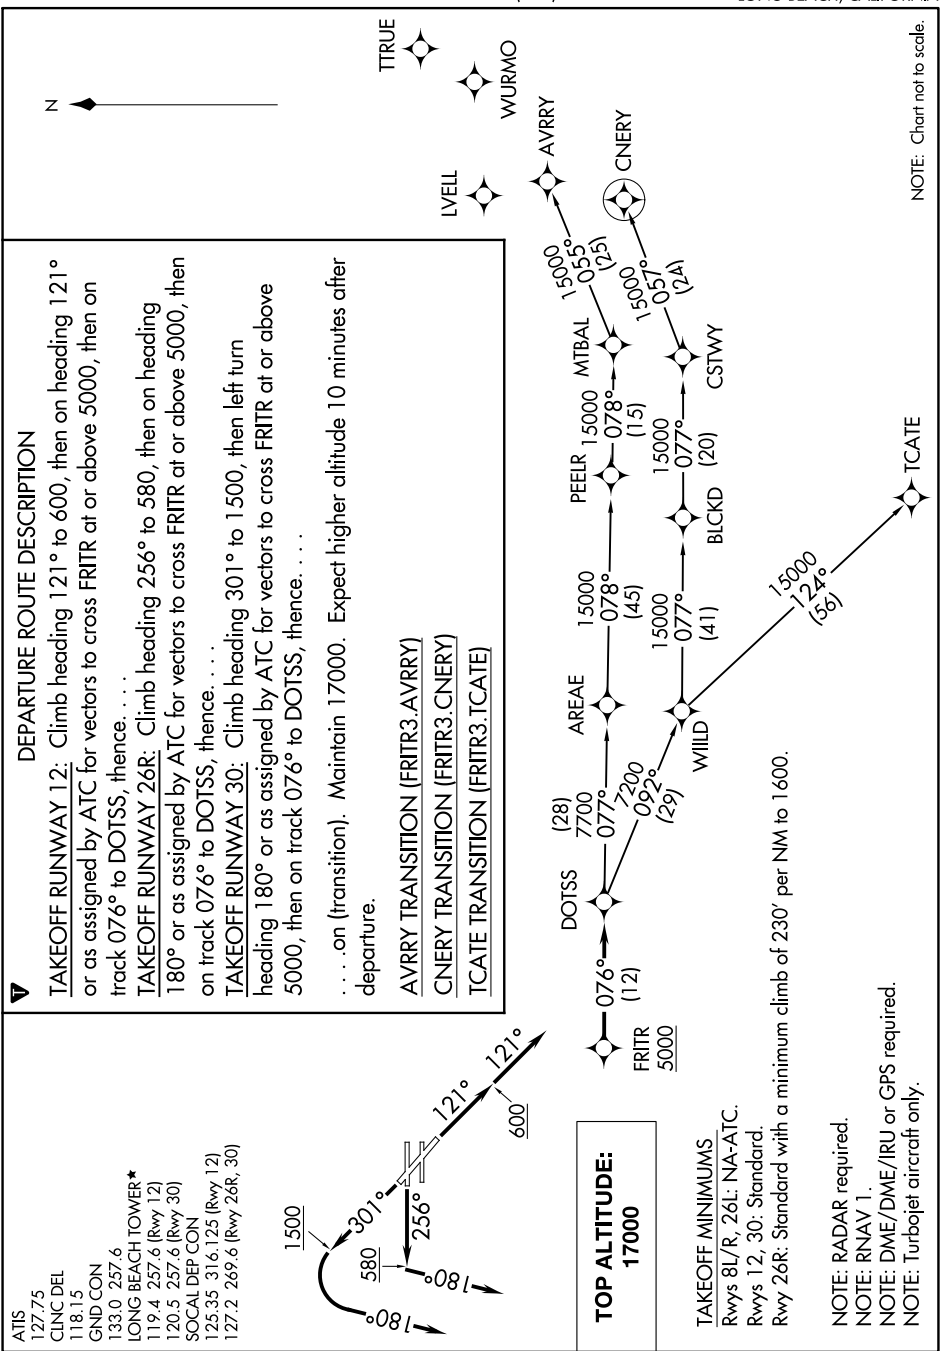 ATIS
127.75
CLNC DEL
118.15
GND CON
133.0 257.6
LONG BEACH TOWER★
119.4 257.6 (Rwy 12)
120.5 257.6 (Rwy 30)
SOCAL DEP CON
125.35 316.125 (Rwy 12)
127.2 269.6 (Rwy 26R, 30)
T
DEPARTURE ROUTE DESCRIPTION
TAKEOFF RUNWAY 12: Climb heading 121° to 600, then on heading 121°
or as assigned by ATC for vectors to cross FRITR at or above 5000, then on
track 076° to DOTSS, thence. . . .
TAKEOFF RUNWAY 26R: Climb heading 256° to 580, then on heading
180° or as assigned by ATC for vectors to cross FRITR at or above 5000, then
on track 076° to DOTSS, thence. . . .
TAKEOFF RUNWAY 30: Climb heading 301° to 1500, then left turn
heading 180° or as assigned by ATC for vectors to cross FRITR at or above
5000, then on track 076° to DOTSS, thence. . . .
. . . .on (transition). Maintain 17000. Expect higher altitude 10 minutes after
departure.
AVRRY TRANSITION (FRITR3.AVRRY)
CNERY TRANSITION (FRITR3.CNERY)
TCATE TRANSITION (FRITR3.TCATE)
N
TTRUE
WURMO
LVELL
AVRRY
CNERY
1500
301°
580
256°
180°
180°
121°
121°
600
TOP ALTITUDE:
17000
FRITR
5000
076°
(12)
DOTSS
(28)
7700
077°
AREAE
15000
078°
(45)
PEELR
15000
078°
(15)
MTBAL
15000
055°
(25)
7200
092°
(29)
WIILD
15000
077°
(41)
BLCKD
15000
077°
(20)
CSTWY
15000
057°
(24)
15000
124°
(56)
TCATE
TAKEOFF MINIMUMS
Rwys 8L/R, 26L: NA-ATC.
Rwys 12, 30: Standard.
Rwy 26R: Standard with a minimum climb of 230' per NM to 1600.
NOTE: RADAR required.
NOTE: RNAV 1.
NOTE: DME/DME/IRU or GPS required.
NOTE: Turbojet aircraft only.
NOTE: Chart not to scale.